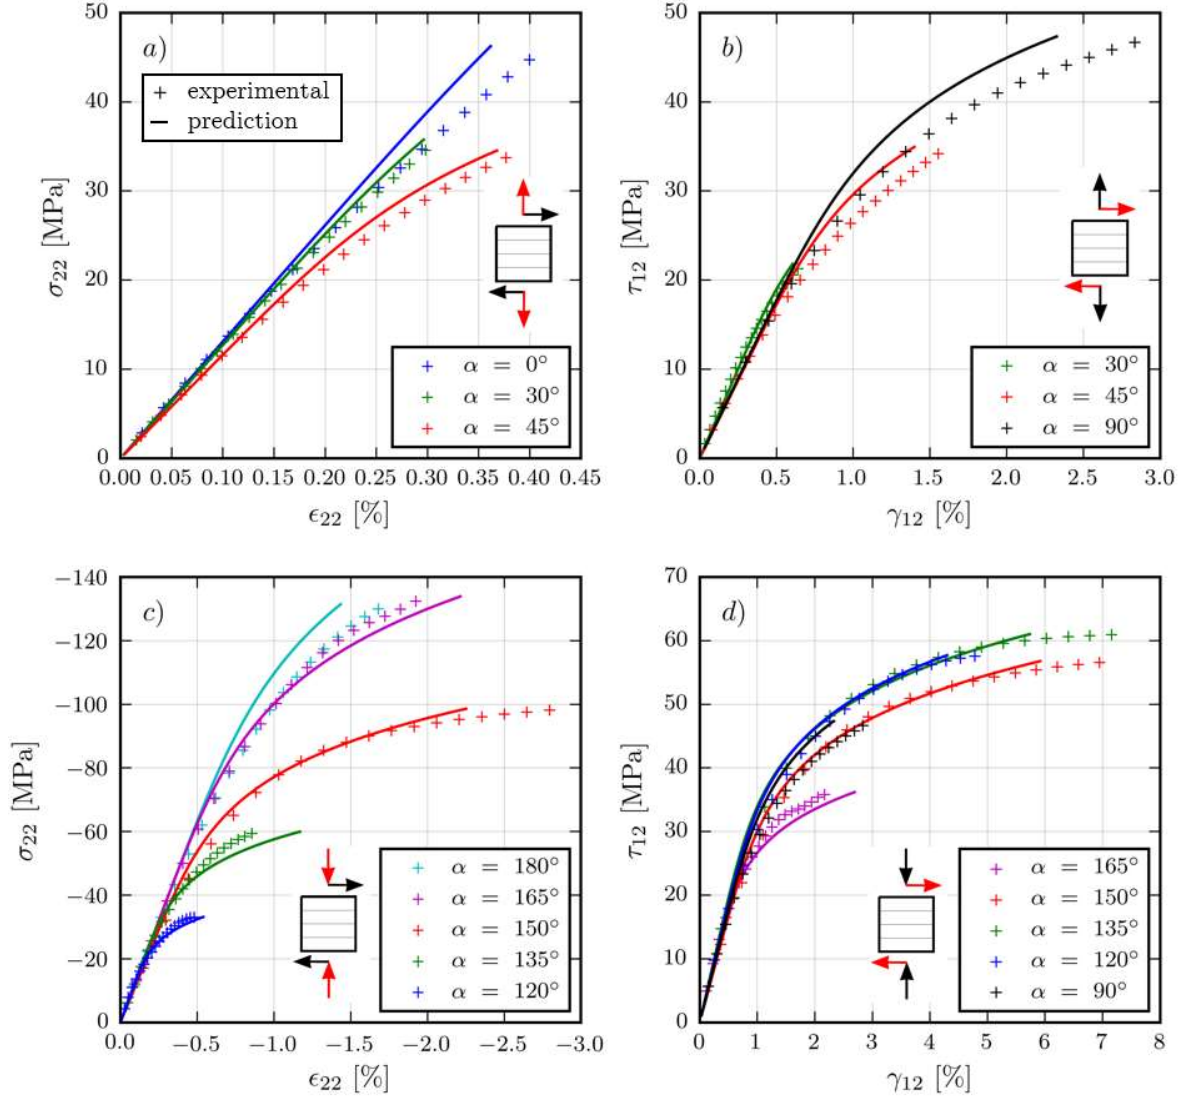 a)
50
40
30
20
10
0
σ22 [MPa]
+ experimental
— prediction
+ α = 0°
+ α = 30°
+ α = 45°
0.00 0.05 0.10 0.15 0.20 0.25 0.30 0.35 0.40 0.45
ϵ22 [%]
b)
50
40
30
20
10
0
τ12 [MPa]
+ α = 30°
+ α = 45°
+ α = 90°
0.0 0.5 1.0 1.5 2.0 2.5 3.0
γ12 [%]
c)
−140
−120
−100
−80
−60
−40
−20
0
σ22 [MPa]
+ α = 180°
+ α = 165°
+ α = 150°
+ α = 135°
+ α = 120°
0.0 −0.5 −1.0 −1.5 −2.0 −2.5 −3.0
ϵ22 [%]
d)
70
60
50
40
30
20
10
0
τ12 [MPa]
+ α = 165°
+ α = 150°
+ α = 135°
+ α = 120°
+ α = 90°
0 1 2 3 4 5 6 7 8
γ12 [%]